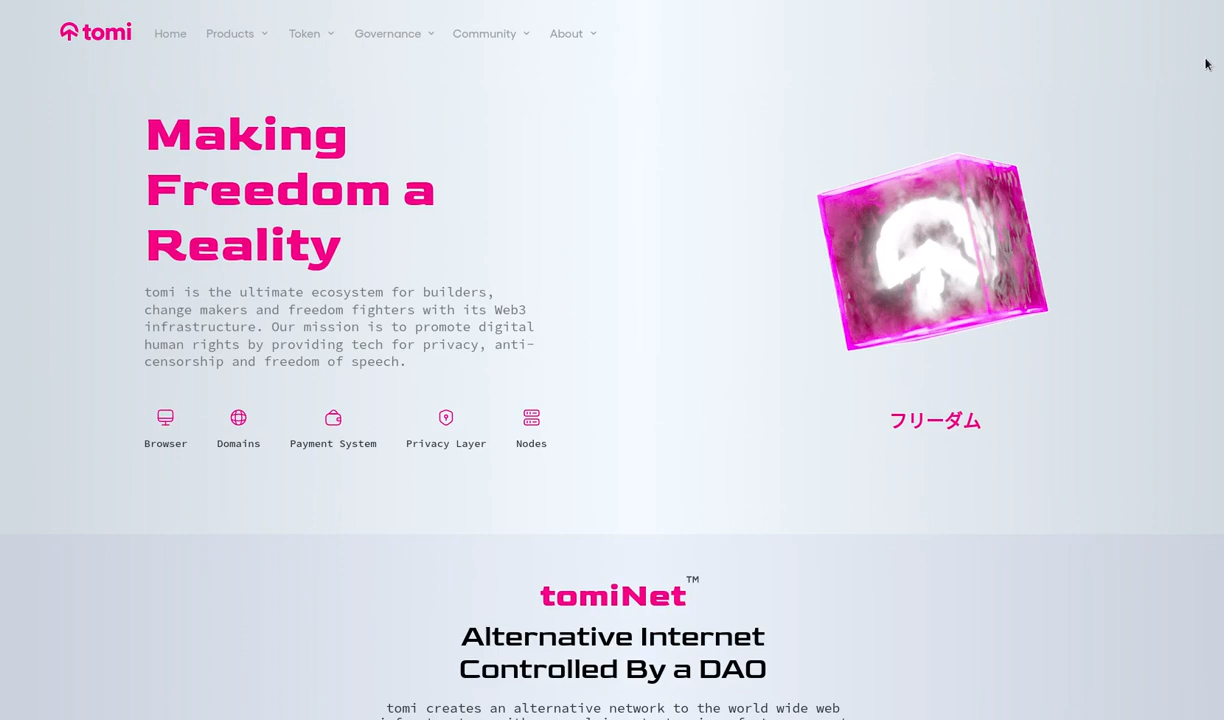 tomi
Home Products Token Governance Community About
Making
Freedom a
Reality
tomi is the ultimate ecosystem for builders,
change makers and freedom fighters with its Web3
infrastructure. Our mission is to promote digital
human rights by providing tech for privacy, anti-
censorship and freedom of speech.
Browser Domains Payment System Privacy Layer Nodes
フリーダム
tomiNet™
Alternative Internet
Controlled By a DAO
tomi creates an alternative network to the world wide web